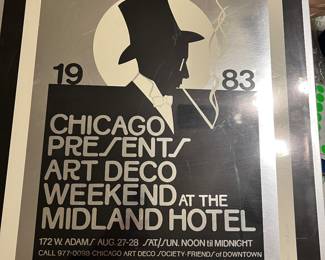 19 83
CHICAGO
PRESENTS
ART DECO
WEEKEND AT THE
MIDLAND HOTEL
172 W. ADAMS AUG. 27-28 SAT/SUN. NOON til MIDNIGHT
CALL 977-0093 CHICAGO ART DECO SOCIETY-FRIENDS of DOWNTOWN